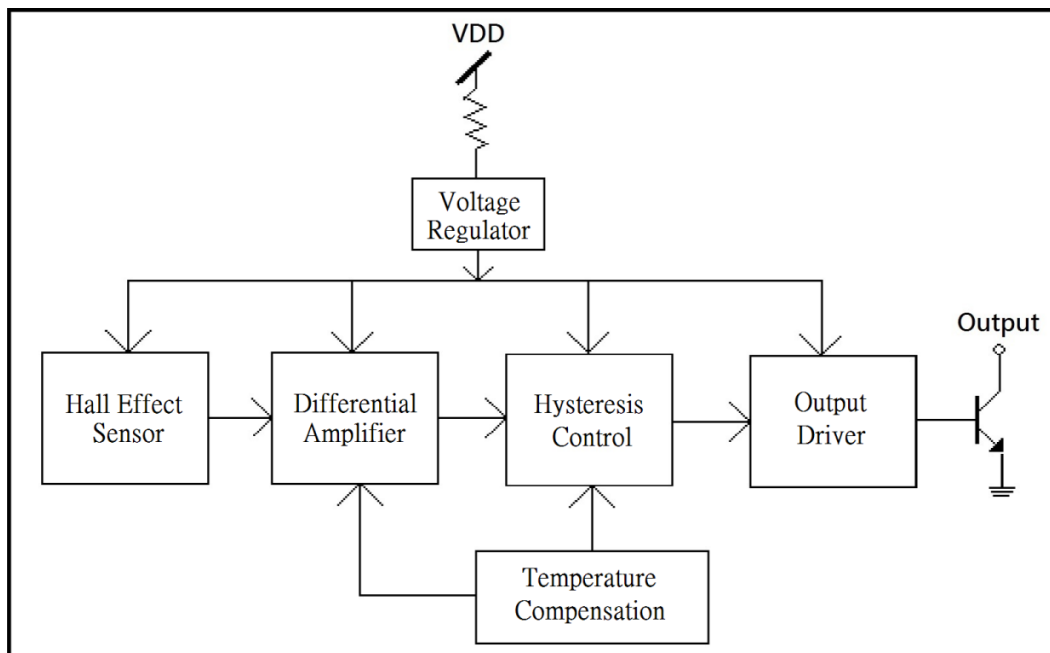 VDD
Voltage
Regulator
Output
Hall Effect
Sensor
Differential
Amplifier
Hysteresis
Control
Output
Driver
Temperature
Compensation